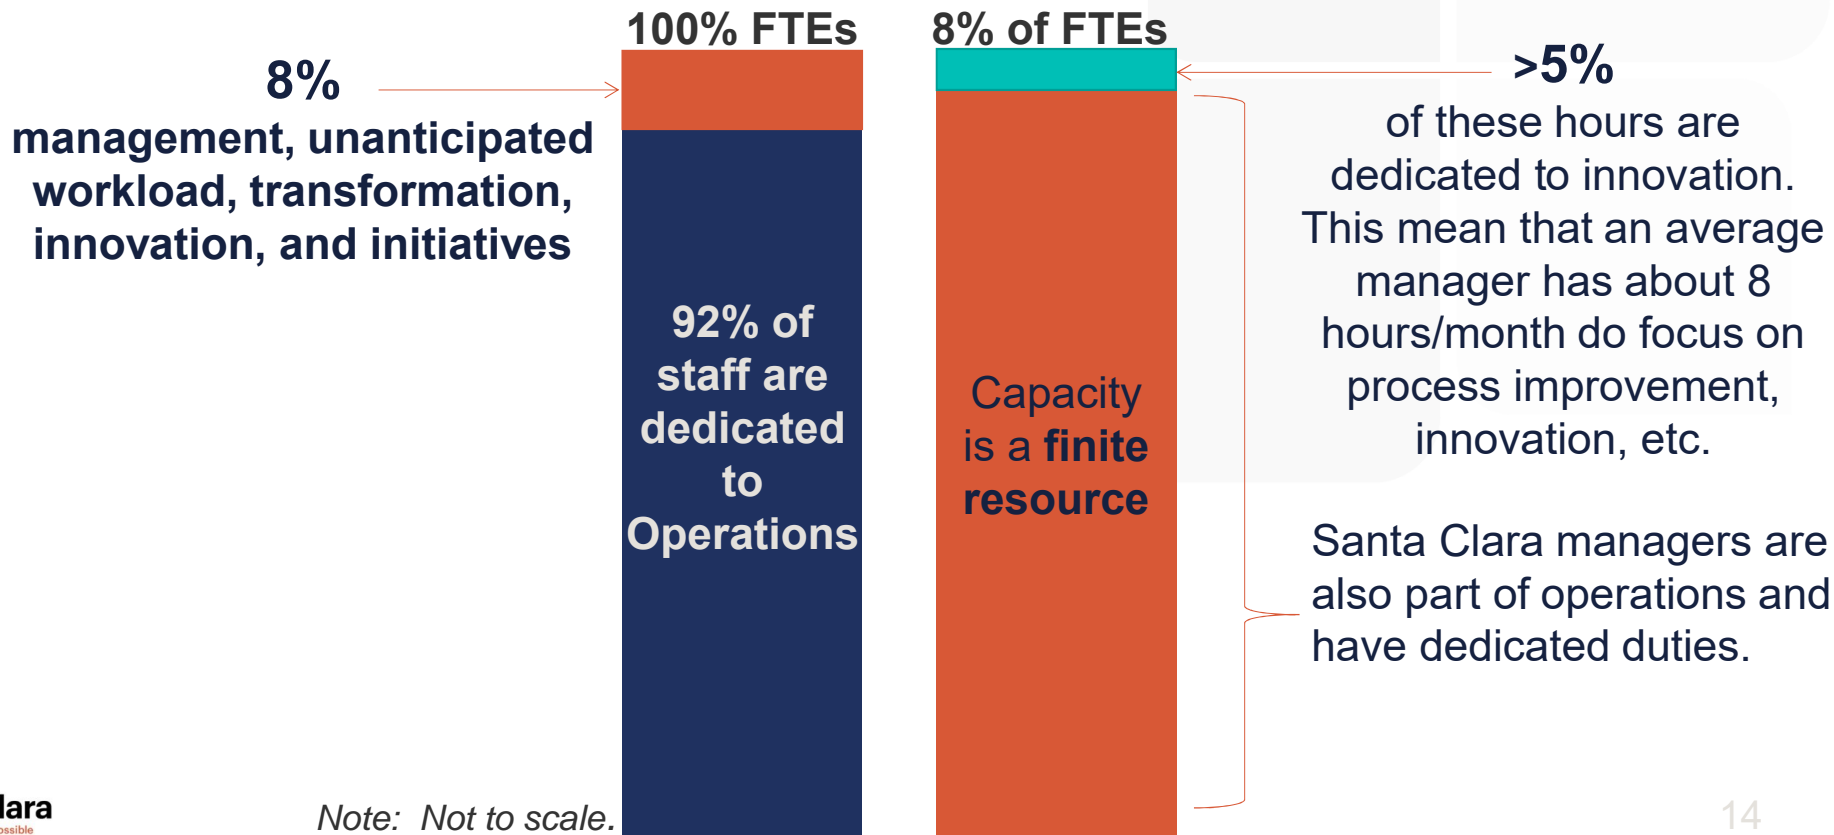 100% FTEs
8% of FTEs
8%
management, unanticipated
workload, transformation,
innovation, and initiatives
92% of
staff are
dedicated
to
Operations
Capacity
is a finite
resource
>5%
of these hours are
dedicated to innovation.
This mean that an average
manager has about 8
hours/month do focus on
process improvement,
innovation, etc.
Santa Clara managers are
also part of operations and
have dedicated duties.
Note: Not to scale.
14